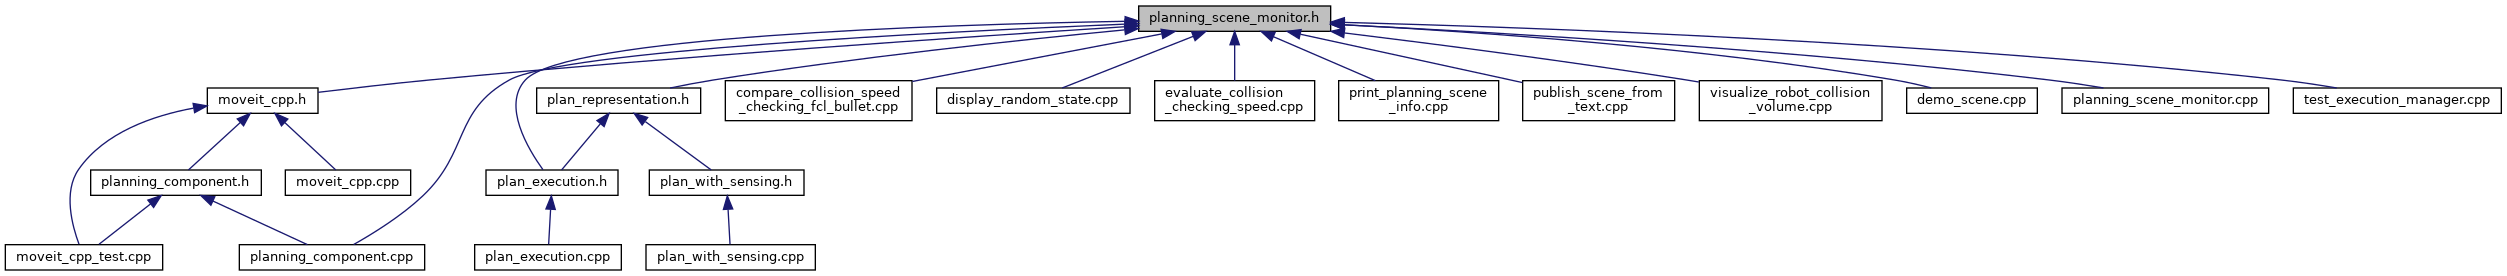 planning_scene_monitor.h
moveit_cpp.h
plan_representation.h
compare_collision_speed
_checking_fcl_bullet.cpp
display_random_state.cpp
evaluate_collision
_checking_speed.cpp
print_planning_scene
_info.cpp
publish_scene_from
_text.cpp
visualize_robot_collision
_volume.cpp
demo_scene.cpp
planning_scene_monitor.cpp
test_execution_manager.cpp
planning_component.h
moveit_cpp.cpp
plan_execution.h
plan_with_sensing.h
moveit_cpp_test.cpp
planning_component.cpp
plan_execution.cpp
plan_with_sensing.cpp